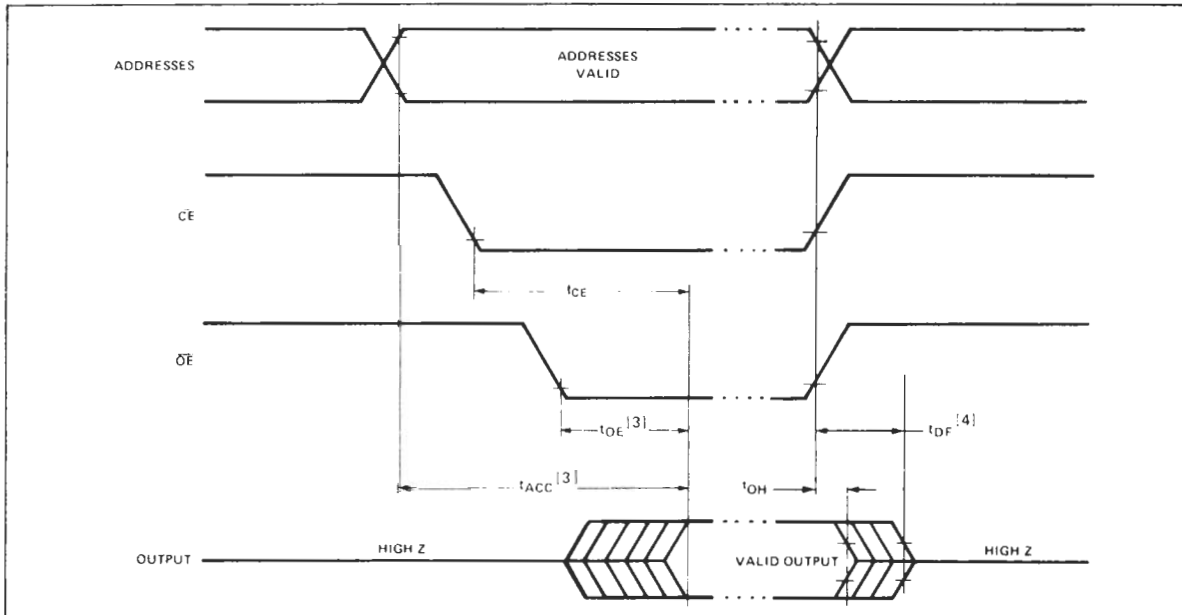 ADDRESSES
ADDRESSES
VALID
CE
tCE
OE
tOE[3]
tDF[4]
tACC[3]
tOH
OUTPUT
HIGH Z
VALID OUTPUT
HIGH Z